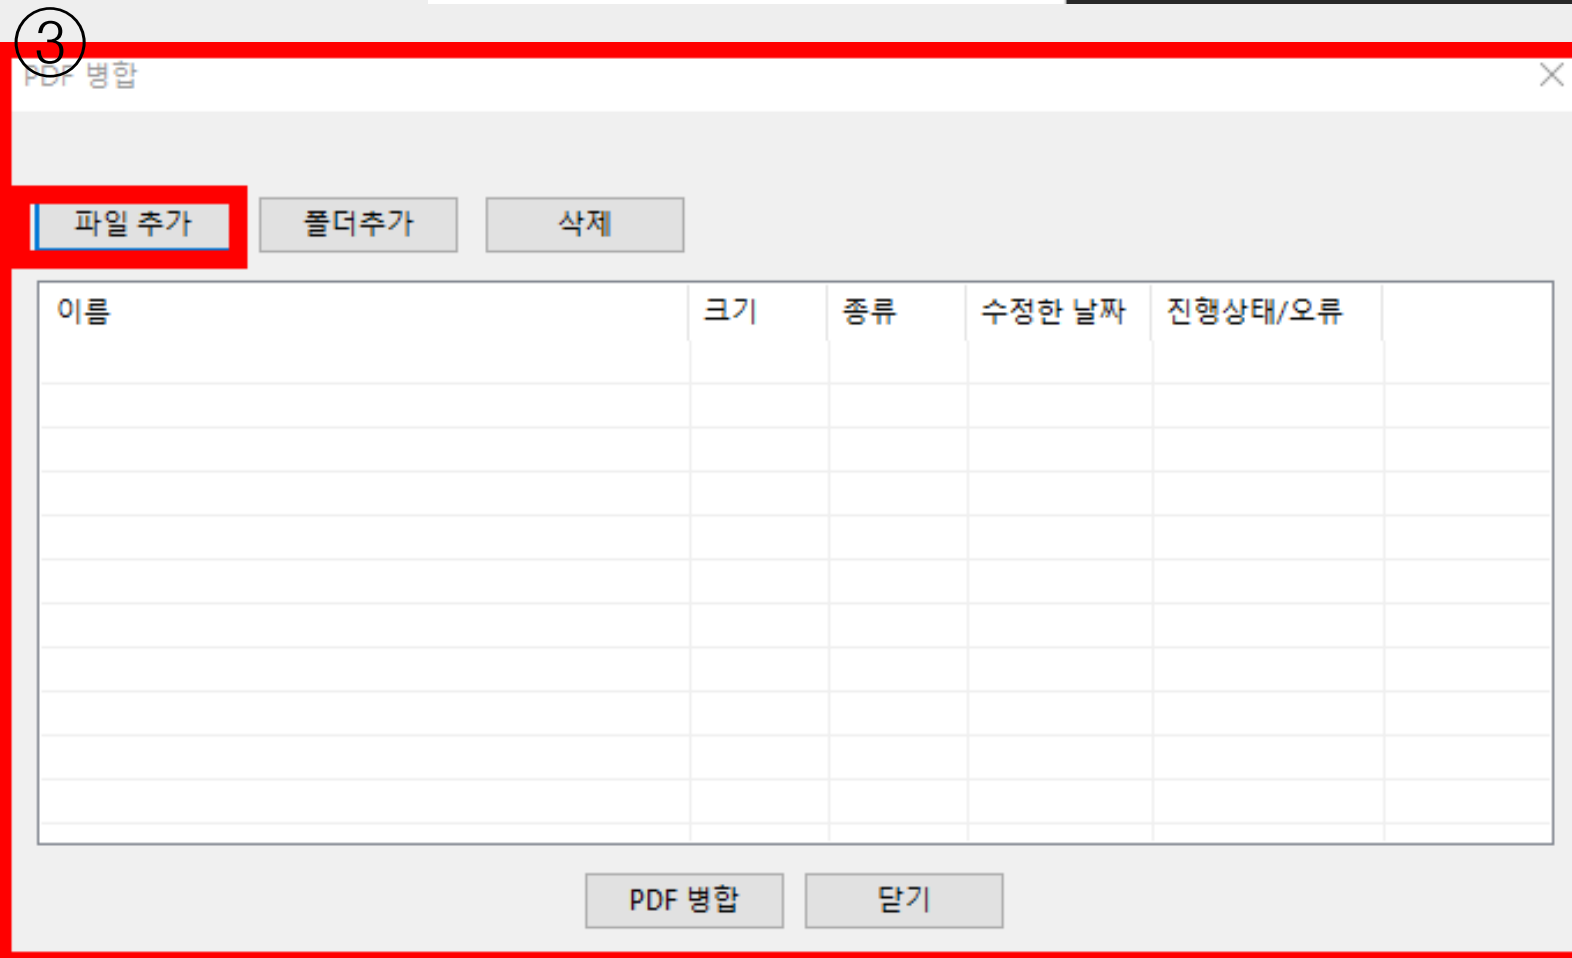 ③
PDF 병합
파일 추가 폴더추가 삭제
이름 크기 종류 수정한 날짜 진행상태/오류
PDF 병합 닫기